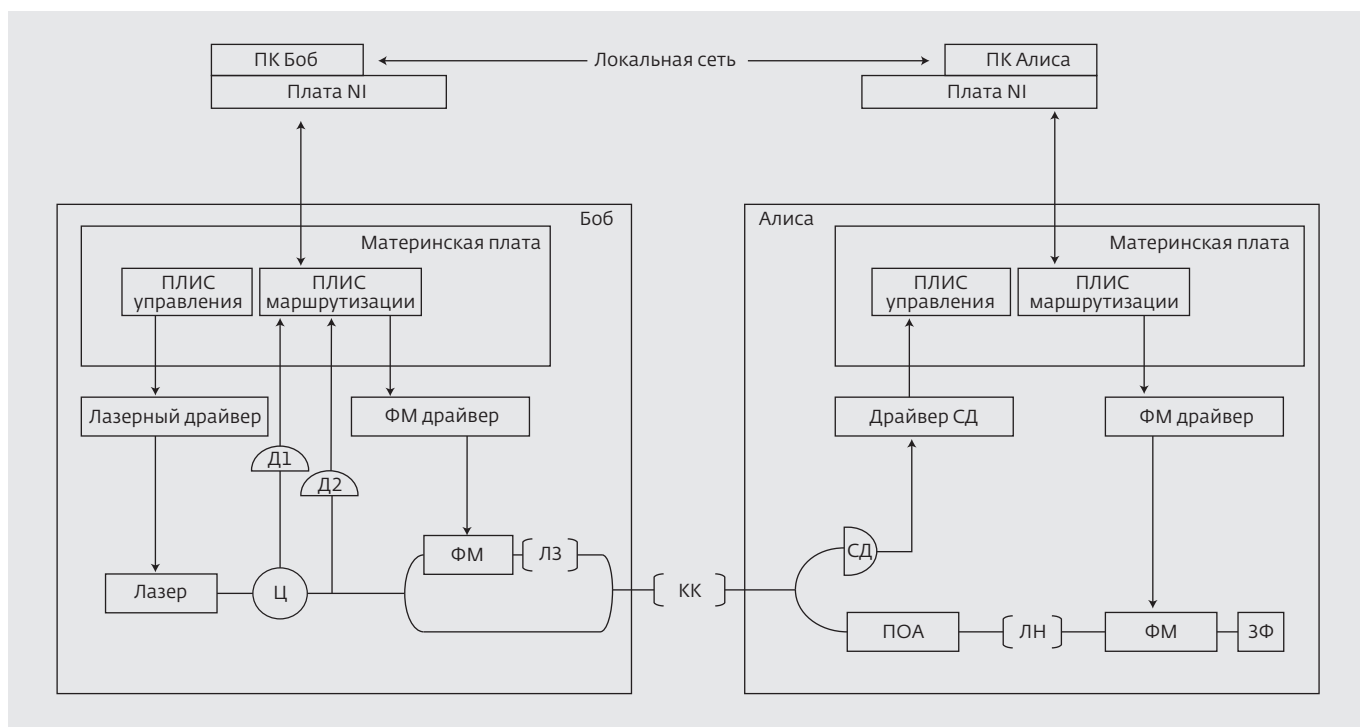 ПК Боб
Локальная сеть
ПК Алиса
Плата NI
Плата NI
Боб
Алиса
Материнская плата
Материнская плата
ПЛИС
управления
ПЛИС
маршрутизации
ПЛИС
управления
ПЛИС
маршрутизации
Лазерный драйвер
ФМ драйвер
Драйвер СД
ФМ драйвер
Д1
Д2
ФМ
ЛЗ
СД
Лазер
Ц
КК
ПОА
ЛН
ФМ
ЗФ